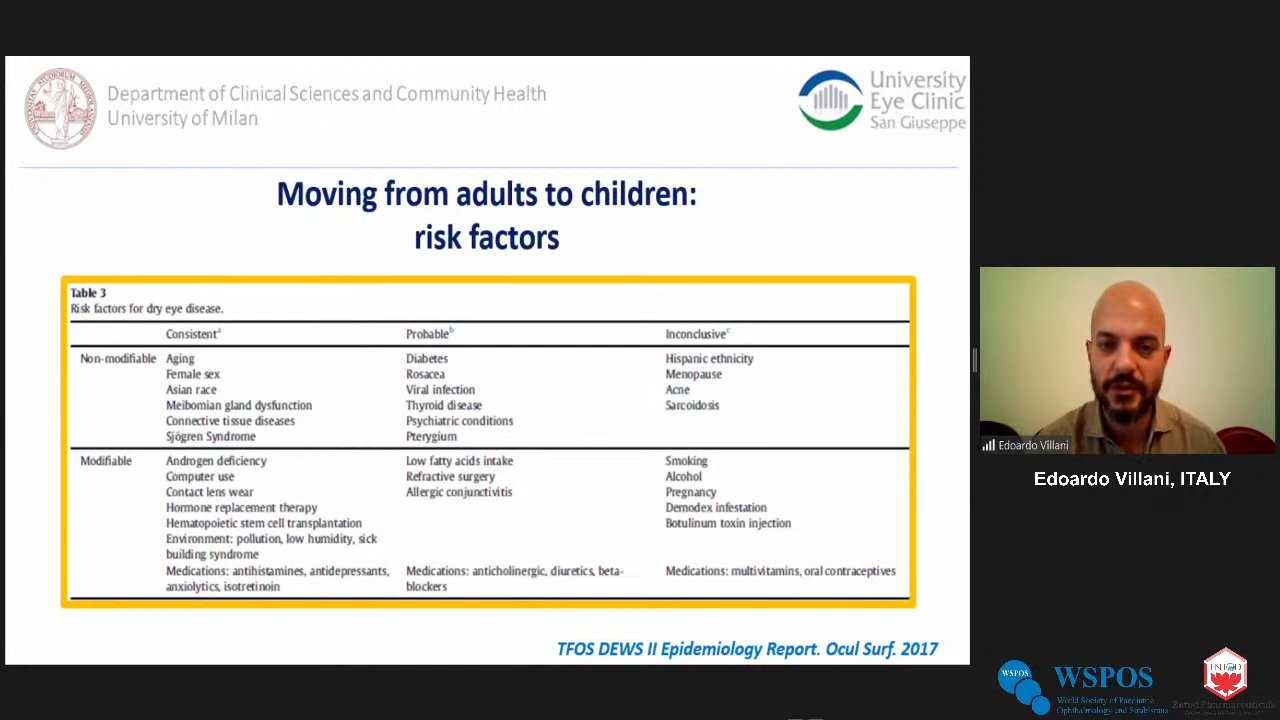 Department of Clinical Sciences and Community Health
University of Milan
University
Eye Clinic
San Giuseppe
Moving from adults to children:
risk factors
Table 3
Risk factors for dry eye disease.
Consistentᵃ Probableᵇ Inconclusiveᶜ
Non-modifiable Aging Diabetes Hispanic ethnicity
Female sex Rosacea Menopause
Asian race Viral infection Acne
Meibomian gland dysfunction Thyroid disease Sarcoidosis
Connective tissue diseases Psychiatric conditions
Sjögren Syndrome Pterygium
Modifiable Androgen deficiency Low fatty acids intake Smoking
Computer use Refractive surgery Alcohol
Contact lens wear Allergic conjunctivitis Pregnancy
Hormone replacement therapy Demodex infestation
Hematopoietic stem cell transplantation Botulinum toxin injection
Environment: pollution, low humidity, sick
building syndrome
Medications: antihistamines, antidepressants, Medications: anticholinergic, diuretics, beta- Medications: multivitamins, oral contraceptives
anxiolytics, isotretinoin blockers
TFOS DEWS II Epidemiology Report. Ocul Surf. 2017
Edoardo Villani
Edoardo Villani, ITALY
WSPOS
WSPOS
World Society of Paediatric
Ophthalmology and Strabismus
Entod Pharmaceuticals